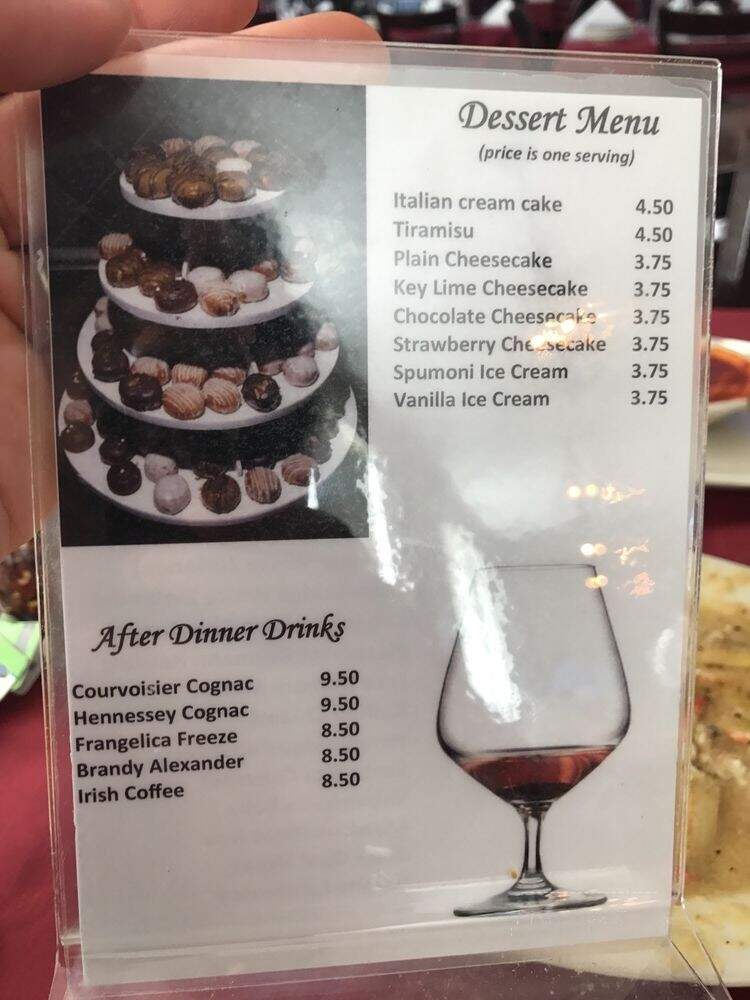 Dessert Menu
(price is one serving)
Italian cream cake 4.50
Tiramisu 4.50
Plain Cheesecake 3.75
Key Lime Cheesecake 3.75
Chocolate Cheesecake 3.75
Strawberry Cheesecake 3.75
Spumoni Ice Cream 3.75
Vanilla Ice Cream 3.75
After Dinner Drinks
Courvoisier Cognac 9.50
Hennessey Cognac 9.50
Frangelica Freeze 8.50
Brandy Alexander 8.50
Irish Coffee 8.50